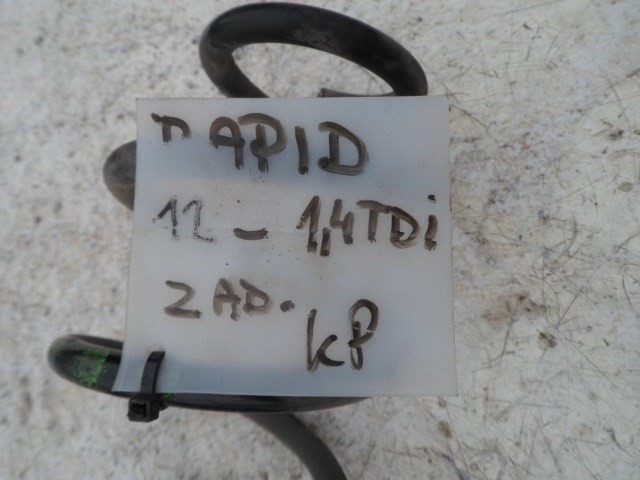 RAPID
12 - 1,4TDi
ZAD.
KP